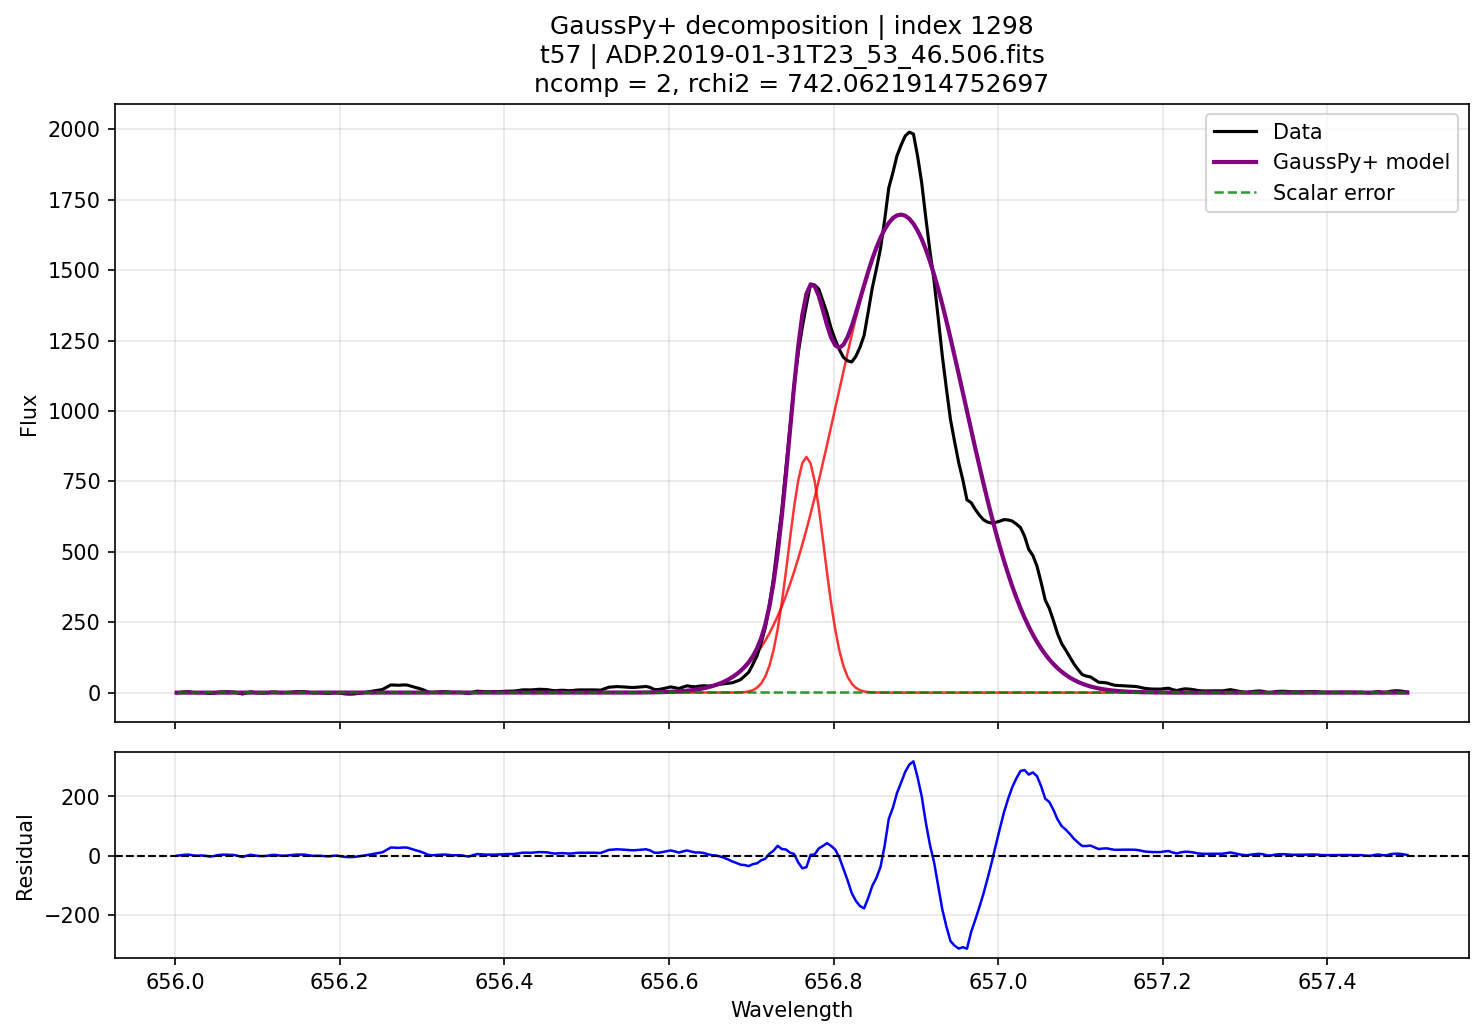 GaussPy+ decomposition | index 1298
t57 | ADP.2019-01-31T23_53_46.506.fits
ncomp = 2, rchi2 = 742.0621914752697
Data
GaussPy+ model
Scalar error
Flux
2000
1750
1500
1250
1000
750
500
250
0
Residual
200
0
−200
656.0 656.2 656.4 656.6 656.8 657.0 657.2 657.4
Wavelength